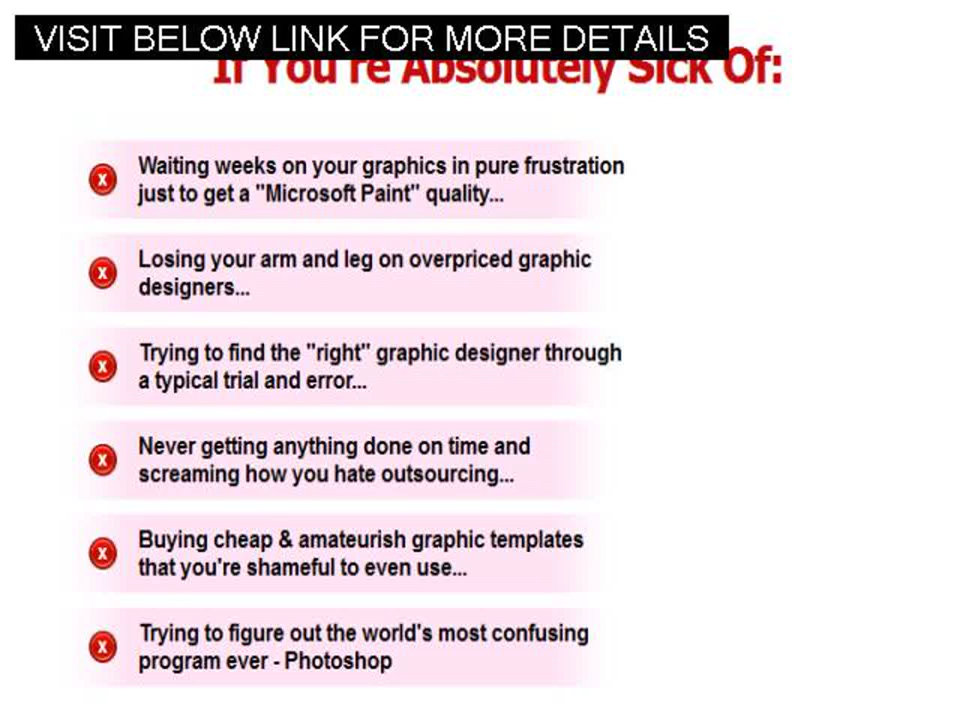 VISIT BELOW LINK FOR MORE DETAILS
If You're Absolutely Sick Of:
x
Waiting weeks on your graphics in pure frustration
just to get a "Microsoft Paint" quality...
x
Losing your arm and leg on overpriced graphic
designers...
x
Trying to find the "right" graphic designer through
a typical trial and error...
x
Never getting anything done on time and
screaming how you hate outsourcing...
x
Buying cheap & amateurish graphic templates
that you're shameful to even use...
x
Trying to figure out the world's most confusing
program ever - Photoshop